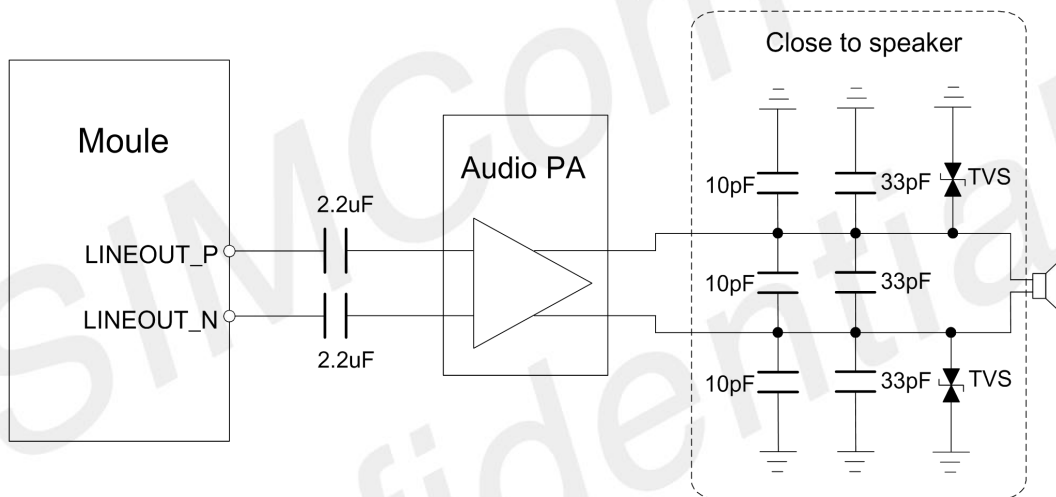 Close to speaker
Moule
Audio PA
10pF
33pF
TVS
2.2uF
LINEOUT_P
10pF
33pF
LINEOUT_N
2.2uF
10pF
33pF
TVS
SIMCom
fidential